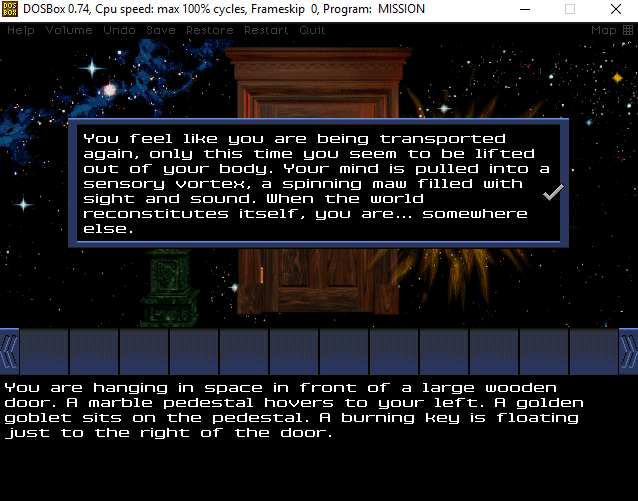 DOS BOX
DOSBox 0.74, Cpu speed: max 100% cycles, Frameskip 0, Program: MISSION
Help Volume Undo Save Restore Restart Quit Map
You feel like you are being transported
again, only this time you seem to be lifted
out of your body. Your mind is pulled into a
sensory vortex, a spinning maw filled with
sight and sound. When the world
reconstitutes itself, you are... somewhere
else.
You are hanging in space in front of a large wooden
door. A marble pedestal hovers to your left. A golden
goblet sits on the pedestal. A burning key is floating
just to the right of the door.